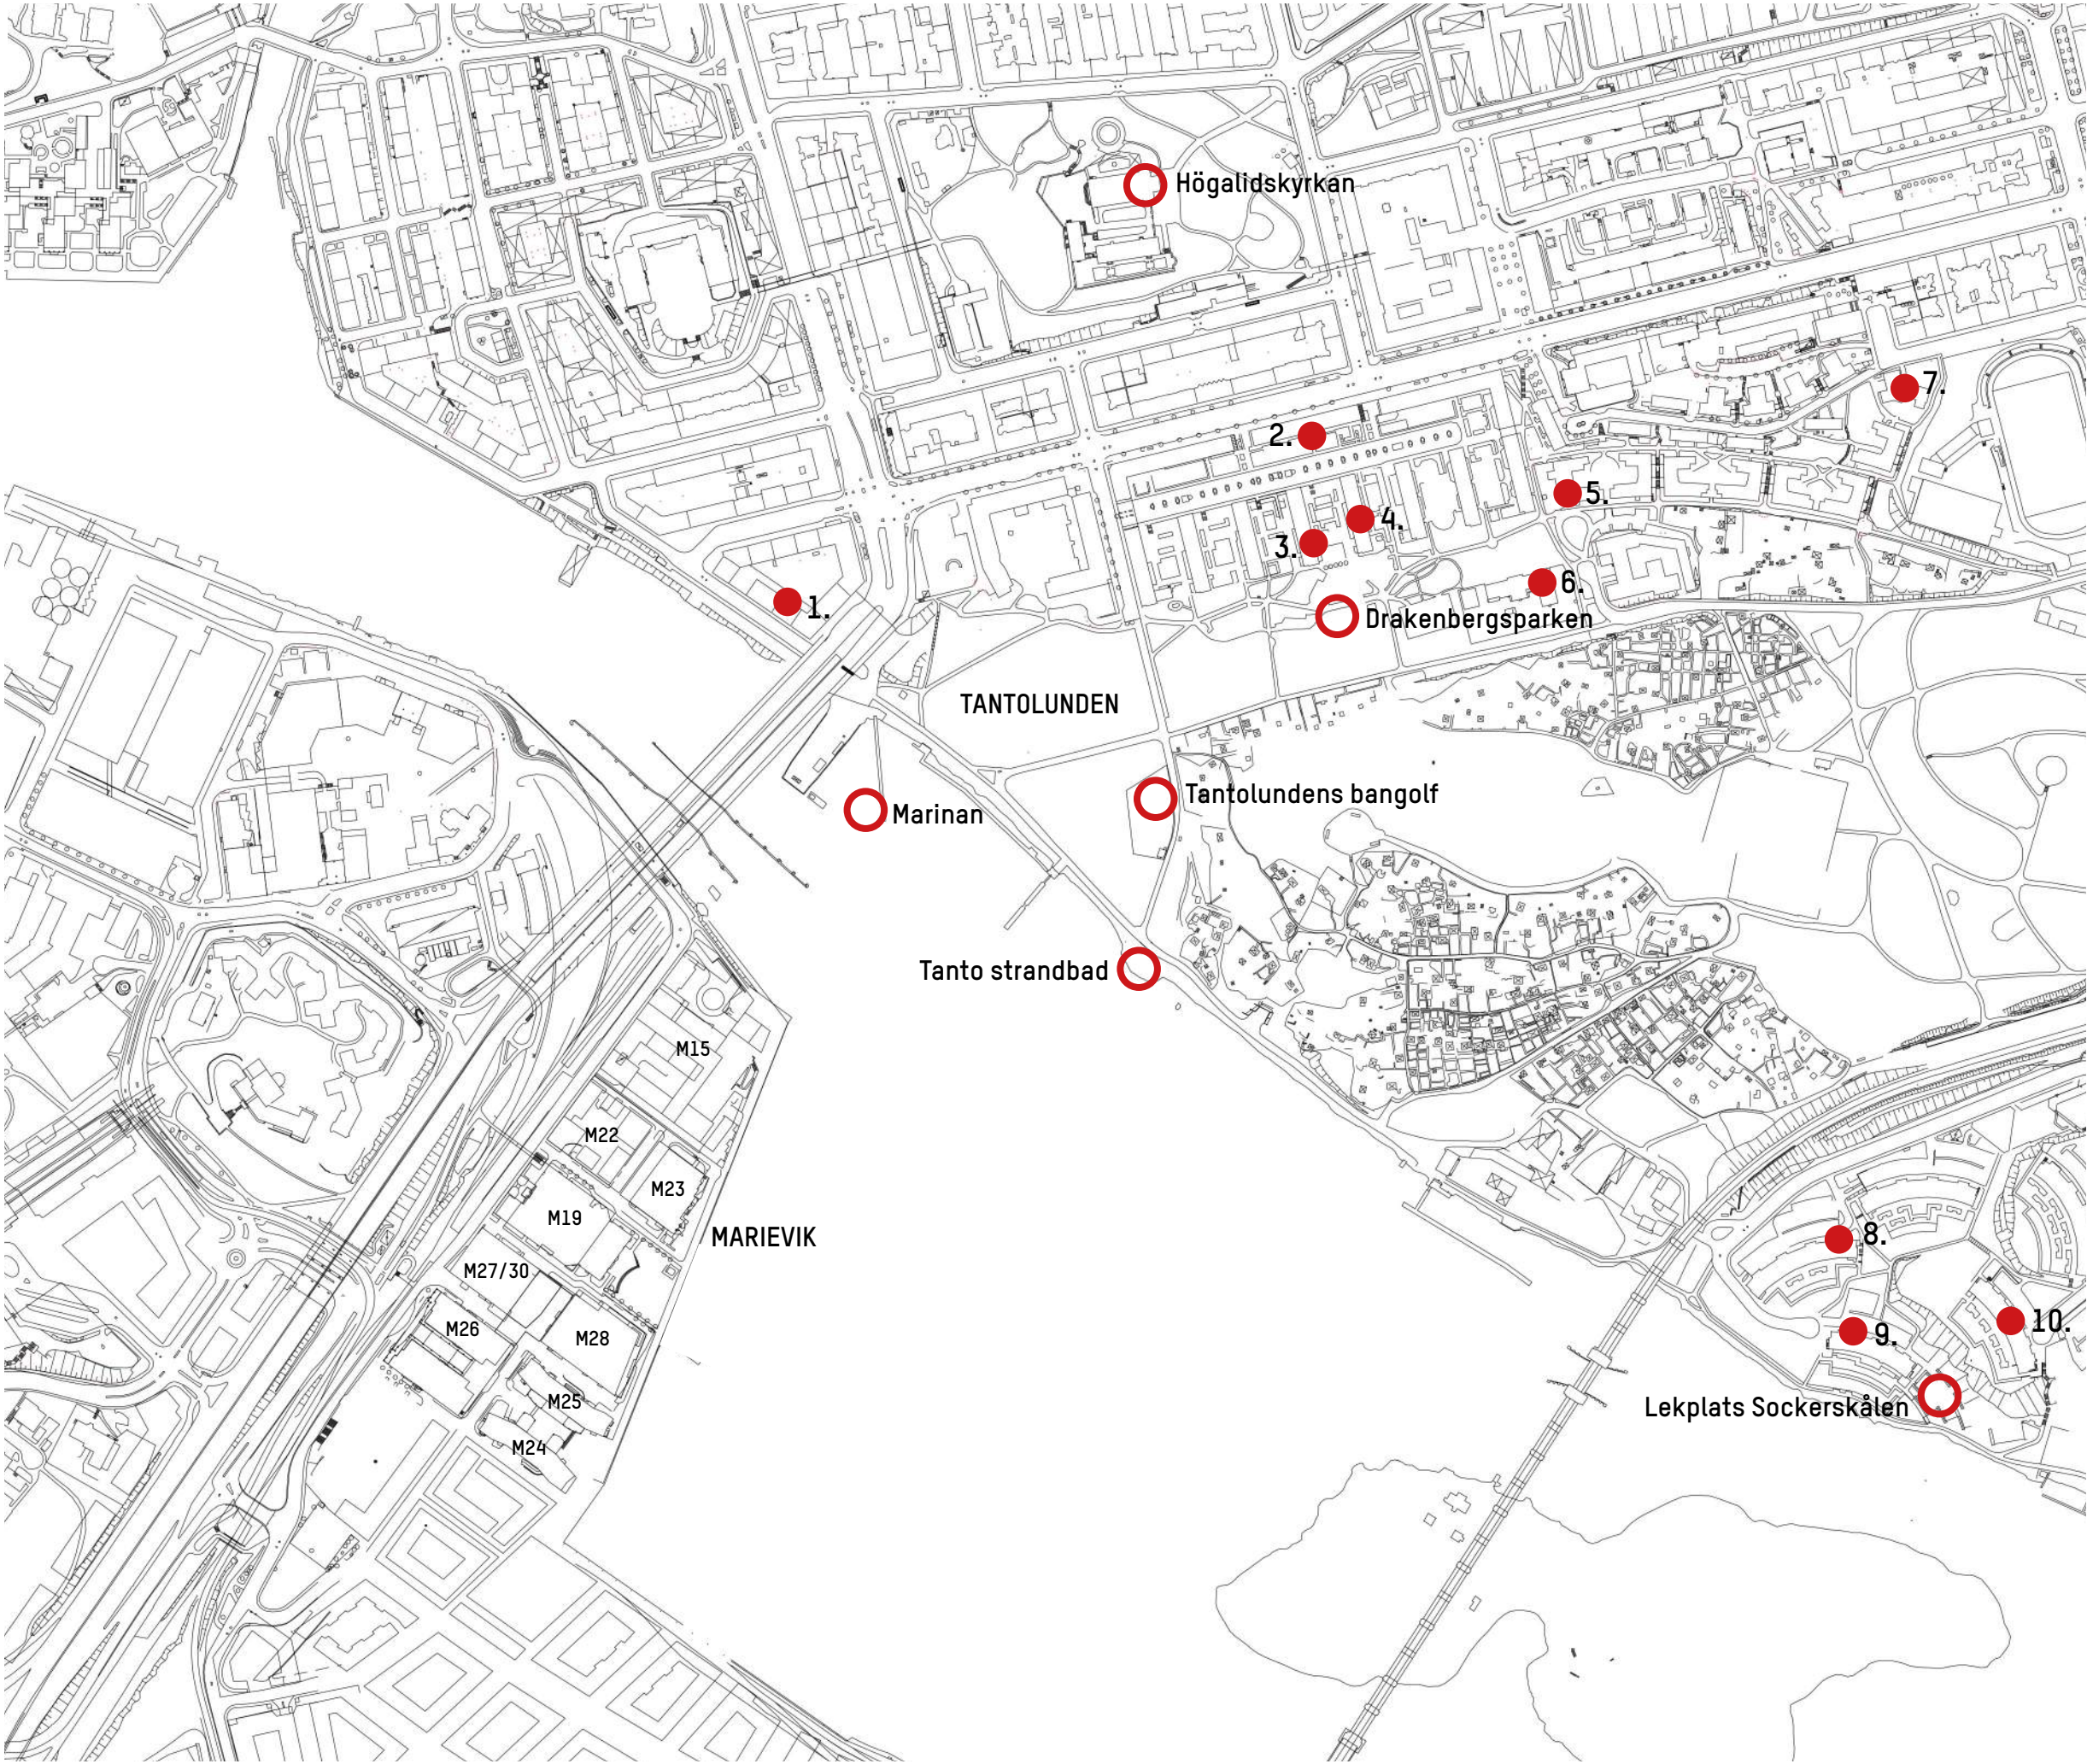 Högalidskyrkan
7.
2.
5.
4.
3.
6.
1.
Drakenbergsparken
TANTOLUNDEN
Tantolundens bangolf
Marinan
Tanto strandbad
M15
M22
M23
M19
MARIEVIK
8.
M27/30
10.
M26
9.
M28
M25
Lekplats Sockerskålen
M24